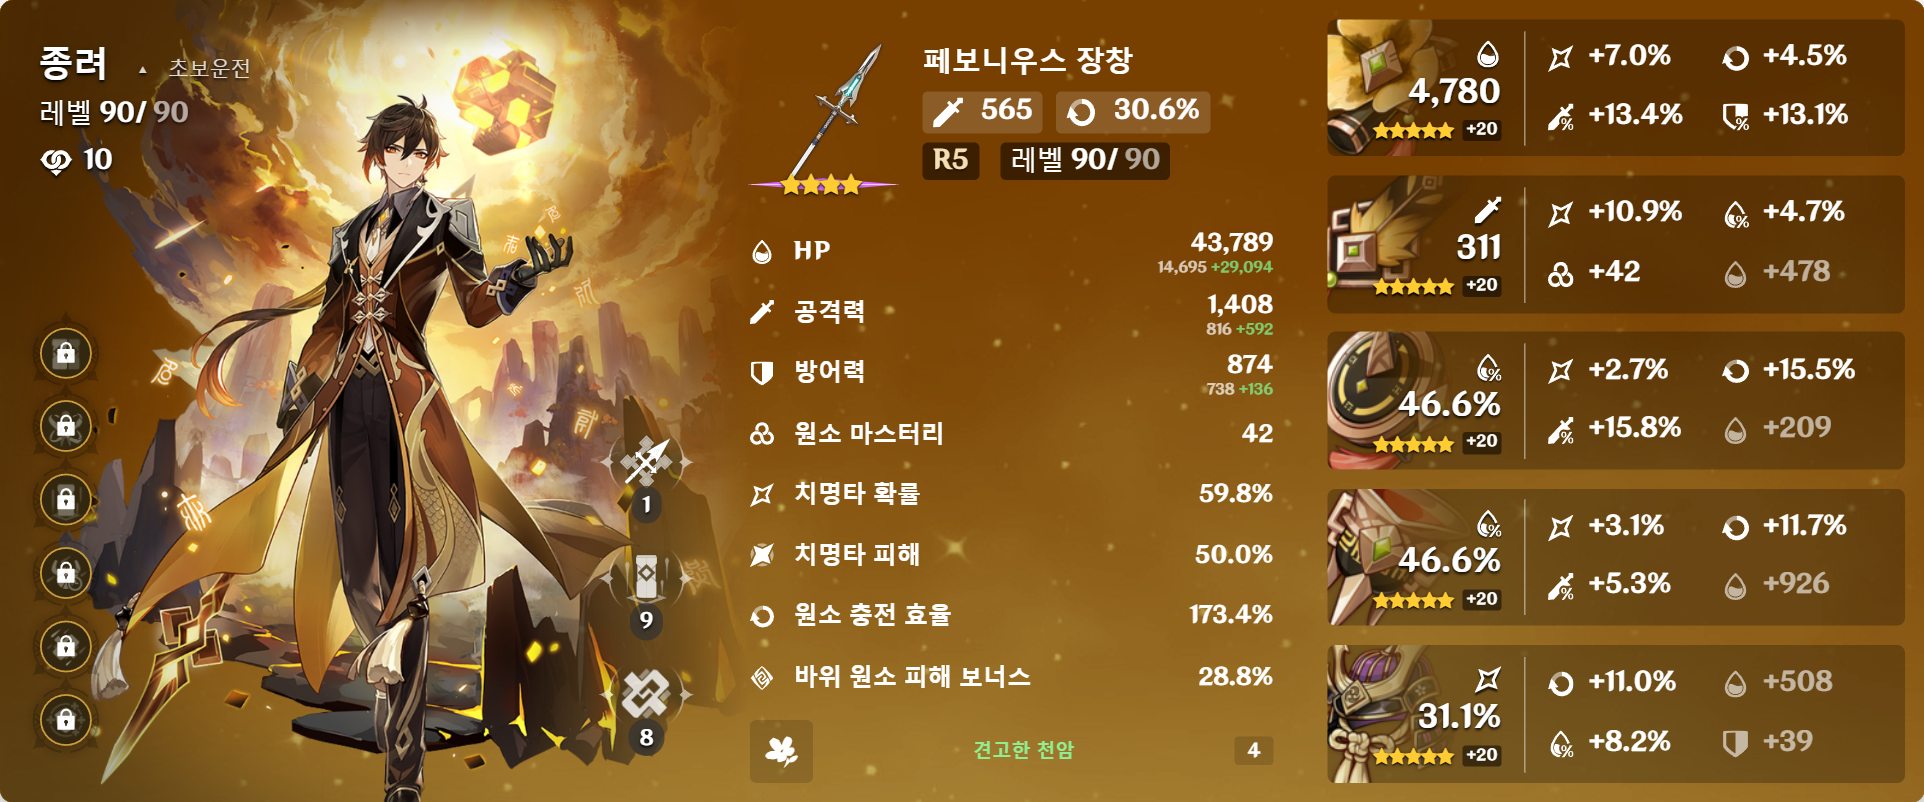 종려 ▲ 초보운전
레벨 90/ 90
10
1
9
8
페보니우스 장창
565 30.6%
R5 레벨 90/ 90
HP 43,789
14,695 +29,094
공격력 1,408
816 +592
방어력 874
738 +136
원소 마스터리 42
치명타 확률 59.8%
치명타 피해 50.0%
원소 충전 효율 173.4%
바위 원소 피해 보너스 28.8%
견고한 천암 4
4,780
+20
+7.0% +4.5%
+13.4% +13.1%
311
+20
+10.9% +4.7%
+42 +478
46.6%
+20
+2.7% +15.5%
+15.8% +209
46.6%
+20
+3.1% +11.7%
+5.3% +926
31.1%
+20
+11.0% +508
+8.2% +39